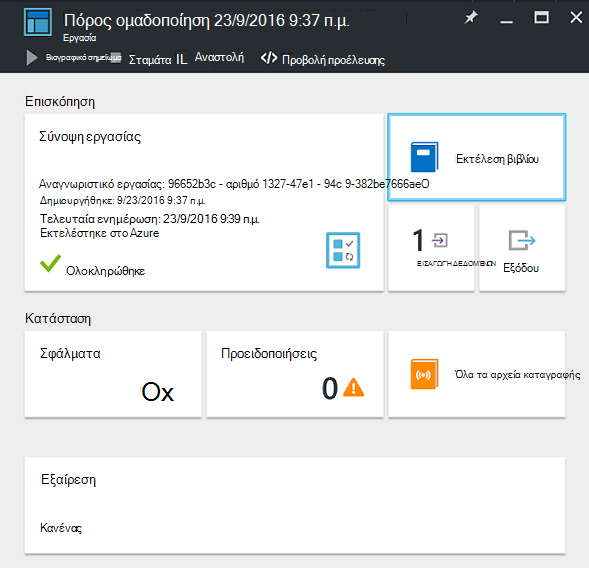 Πόρος ομαδοποίηση 23/9/2016 9:37 π.μ.
Εργασία
Βιογραφικό σημείωμα Σταμάτα IL Αναστολή </> Προβολή προέλευσης
Επισκόπηση
Σύνοψη εργασίας
Εκτέλεση βιβλίου
Αναγνωριστικό εργασίας: 96652b3c - αριθμό 1327-47e1 - 94c 9-382be7666aeO
Δημιουργήθηκε: 9/23/2016 9:37 π.μ.
Τελευταία ενημέρωση: 23/9/2016 9:39 π.μ.
Εκτελέστηκε στο Azure
Ολοκληρώθηκε
1
ΕΙΣΑΓΩΓΗ ΔΕΔΟΜΈΝΩΝ
Εξόδου
Κατάσταση
Σφάλματα
Ox
Προειδοποιήσεις
0
Όλα τα αρχεία καταγραφής
Εξαίρεση
Κανένας